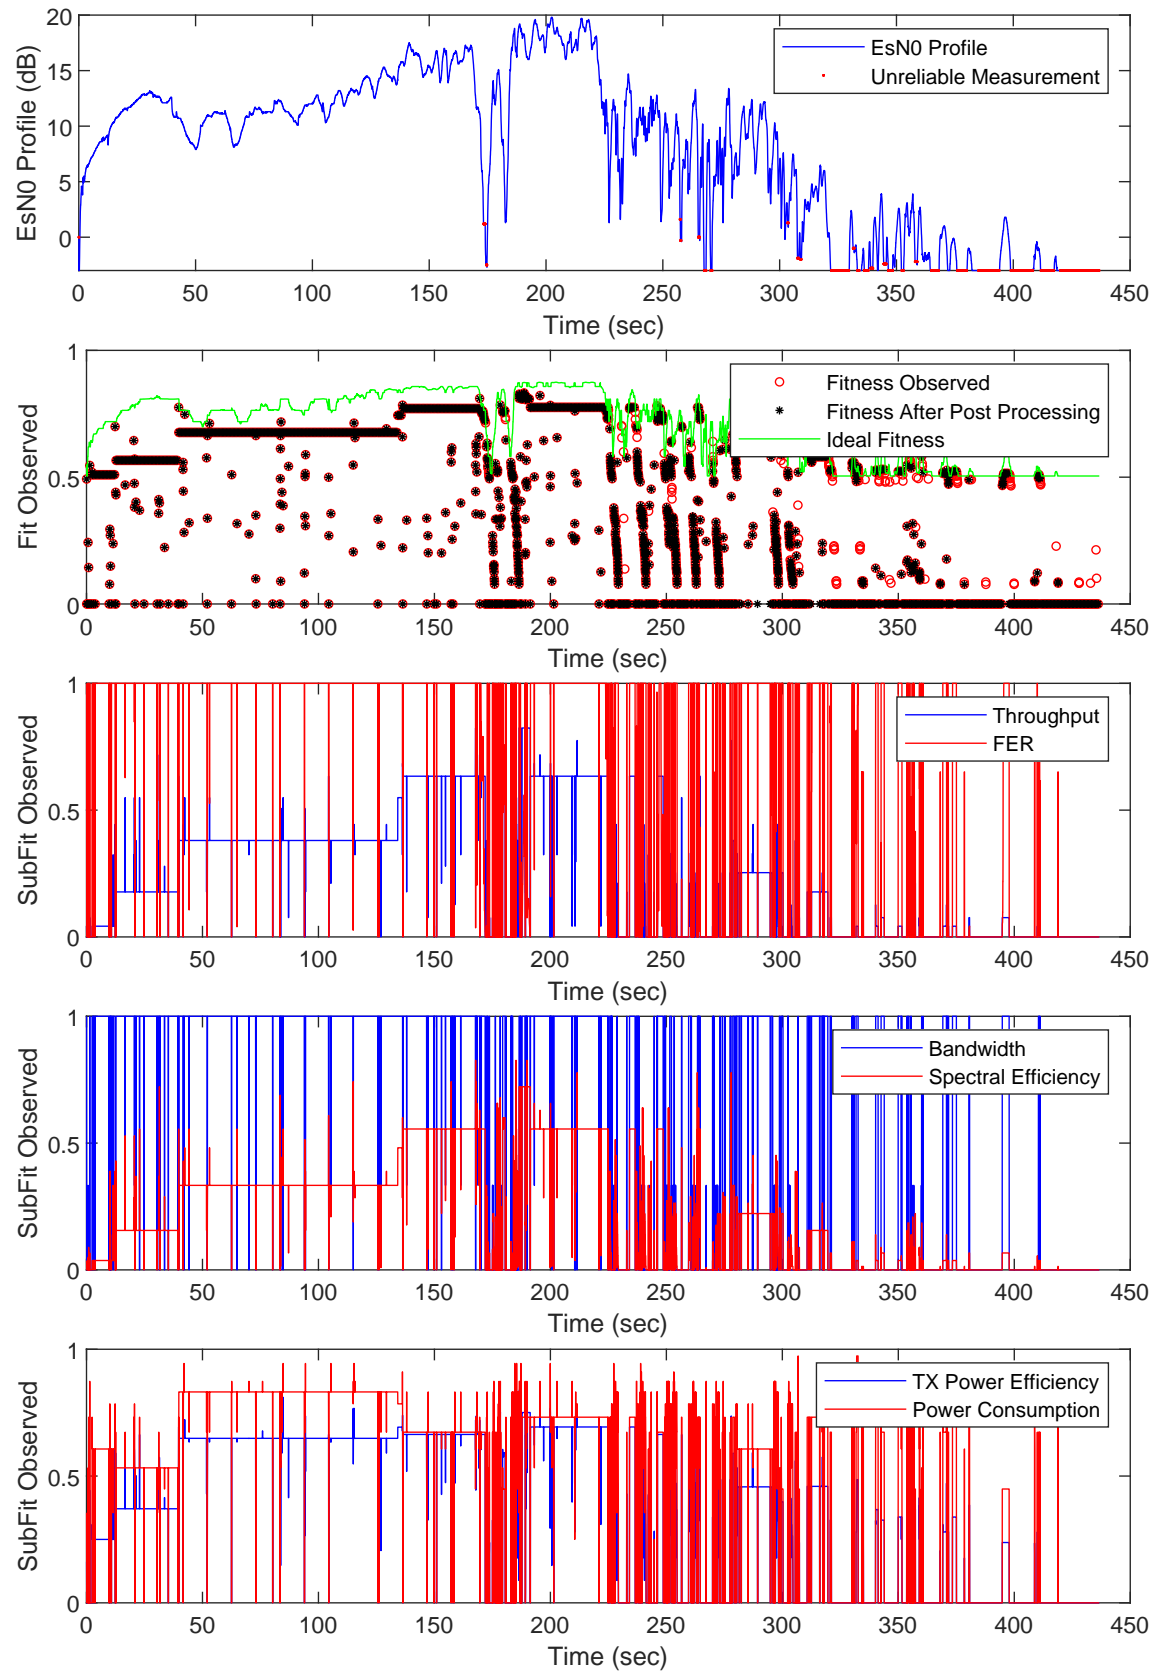 20
15
10
5
0
EsN0 Profile (dB)
EsN0 Profile
Unreliable Measurement
0 50 100 150 200 250 300 350 400 450
Time (sec)
1
0.5
0
Fit Observed
Fitness Observed
Fitness After Post Processing
Ideal Fitness
0 50 100 150 200 250 300 350 400 450
Time (sec)
1
0.5
0
SubFit Observed
Throughput
FER
0 50 100 150 200 250 300 350 400 450
Time (sec)
1
0.5
0
SubFit Observed
Bandwidth
Spectral Efficiency
0 50 100 150 200 250 300 350 400 450
Time (sec)
1
0.5
0
SubFit Observed
TX Power Efficiency
Power Consumption
0 50 100 150 200 250 300 350 400 450
Time (sec)